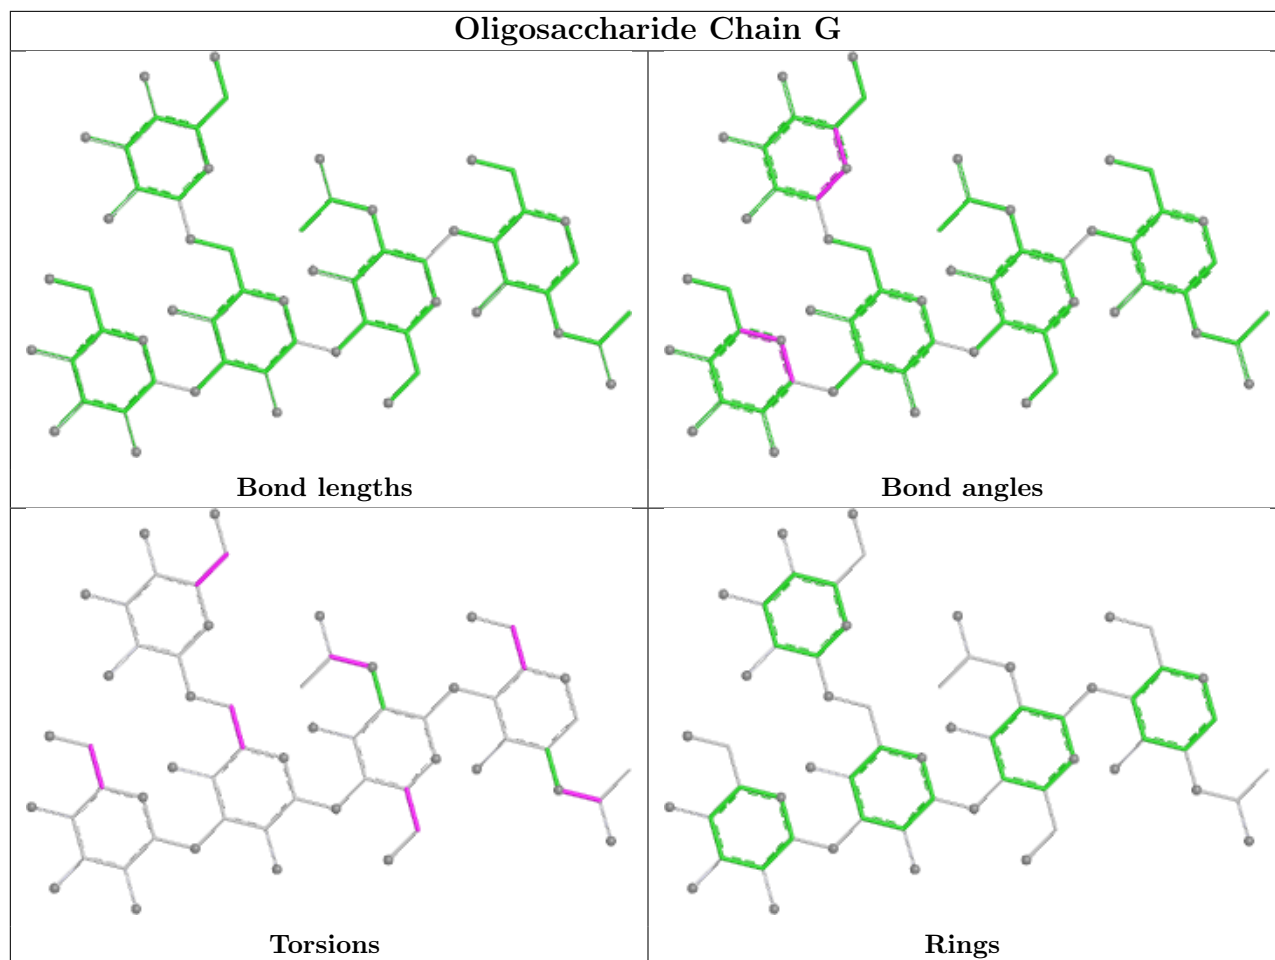 Oligosaccharide Chain G
Bond lengths
Bond angles
Torsions
Rings